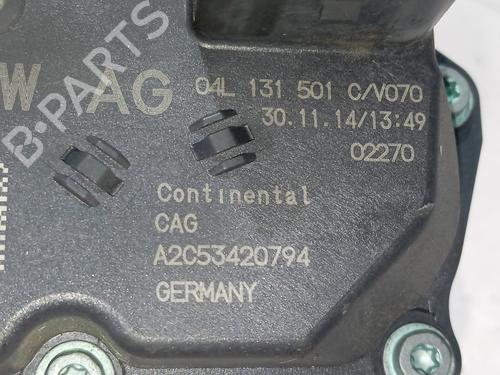 W AG
04L 131 501 C/V070
30.11.14/13:49
02270
Continental
CAG
A2C53420794
GERMANY
B-PARTS